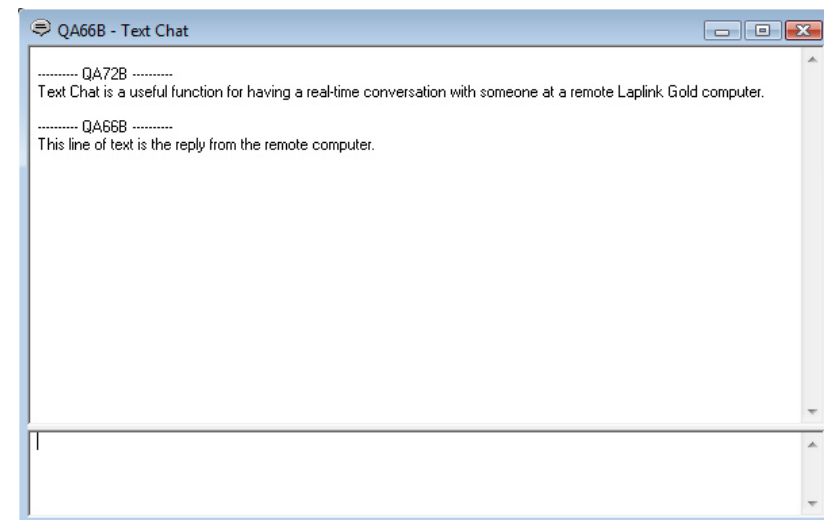 QA66B - Text Chat
---------- QA72B ----------
Text Chat is a useful function for having a real-time conversation with someone at a remote Laplink Gold computer.
---------- QA66B ----------
This line of text is the reply from the remote computer.